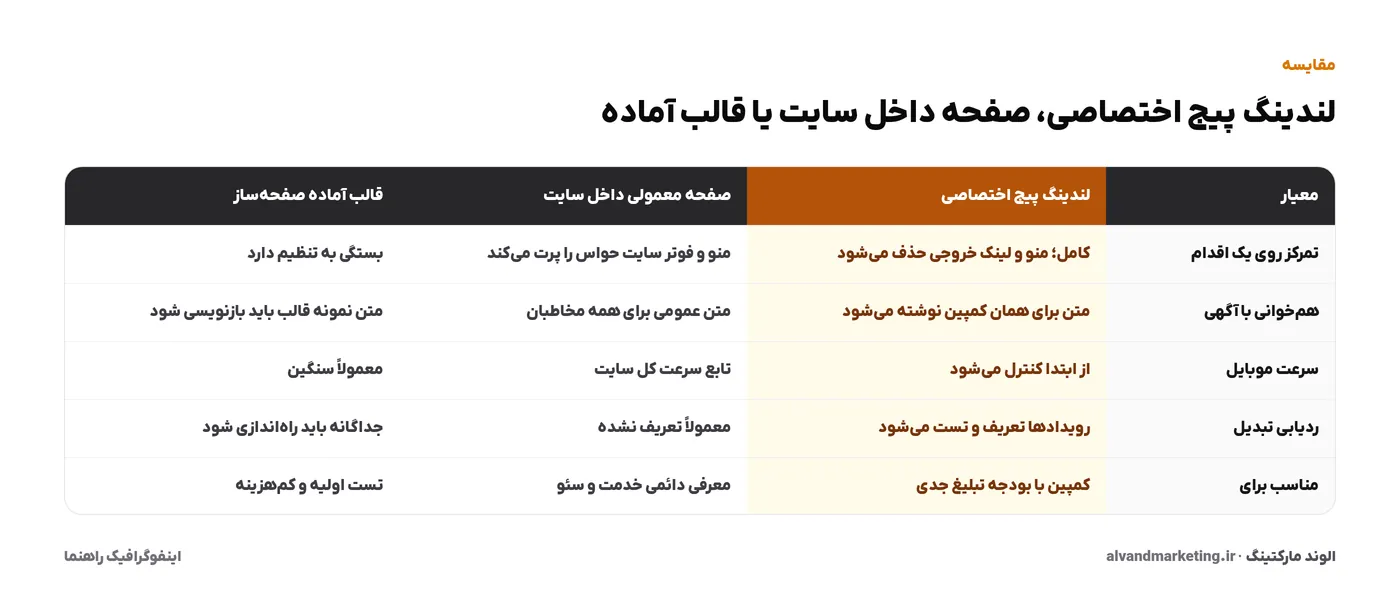 مقایسه
لندینگ پیج اختصاصی، صفحه داخل سایت یا قالب آماده
معیار لندینگ پیج اختصاصی صفحه معمولی داخل سایت قالب آماده صفحه‌ساز
تمرکز روی یک اقدام کامل؛ منو و لینک خروجی حذف می‌شود منو و فوتر سایت حواس را پرت می‌کند بستگی به تنظیم دارد
هم‌خوانی با آگهی متن برای همان کمپین نوشته می‌شود متن عمومی برای همه مخاطبان متن نمونه قالب باید بازنویسی شود
سرعت موبایل از ابتدا کنترل می‌شود تابع سرعت کل سایت معمولاً سنگین
ردیابی تبدیل رویدادها تعریف و تست می‌شود معمولاً تعریف نشده جداگانه باید راه‌اندازی شود
مناسب برای کمپین با بودجه تبلیغ جدی معرفی دائمی خدمت و سئو تست اولیه و کم‌هزینه
الوند مارکتینگ · alvandmarketing.ir اینفوگرافیک راهنما